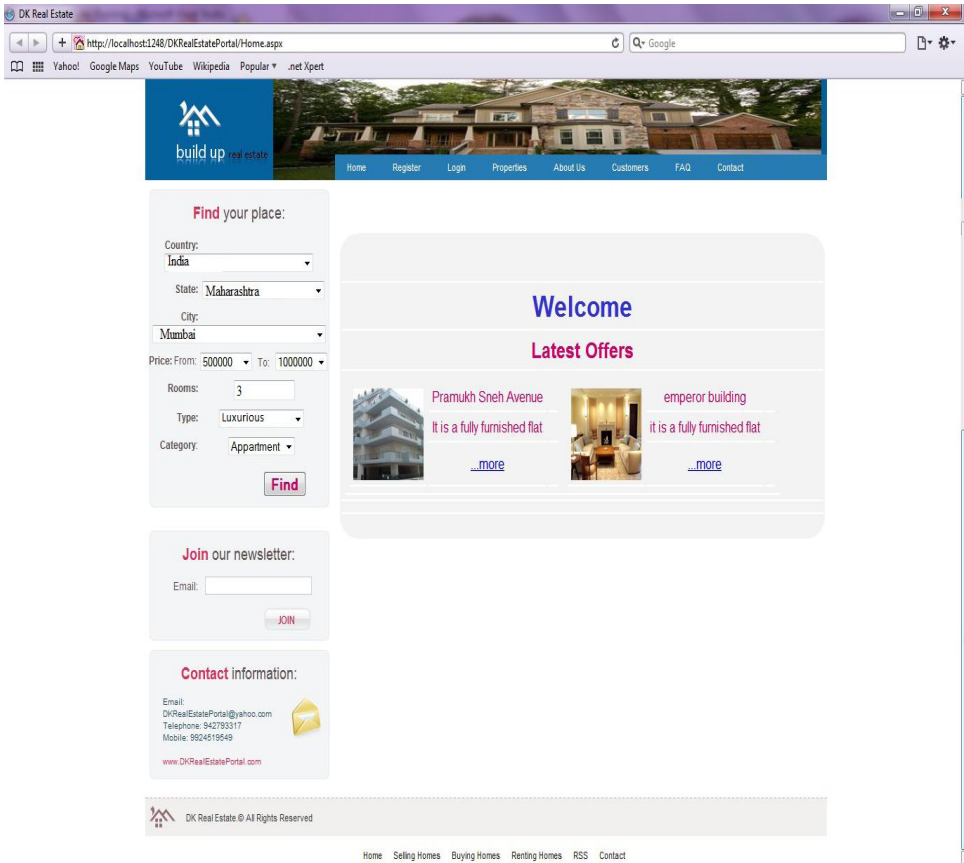 DK Real Estate
http://localhost:1248/DKRealEstatePortal/Home.aspx
Google
Yahoo! Google Maps YouTube Wikipedia Popular .net Xpert
build up real estate
Home Register Login Properties About Us Customers FAQ Contact
Find your place:
Country:
India
State: Maharashtra
City:
Mumbai
Price: From: 500000 To: 1000000
Rooms: 3
Type: Luxurious
Category: Appartment
Find
Welcome
Latest Offers
Pramukh Sneh Avenue
It is a fully furnished flat
...more
emperor building
it is a fully furnished flat
...more
Join our newsletter:
Email:
JOIN
Contact information:
Email:
DKRealEstatePortal@yahoo.com
Telephone: 942793317
Mobile: 9924519549
www.DKRealEstatePortal.com
DK Real Estate © All Rights Reserved
Home Selling Homes Buying Homes Renting Homes RSS Contact